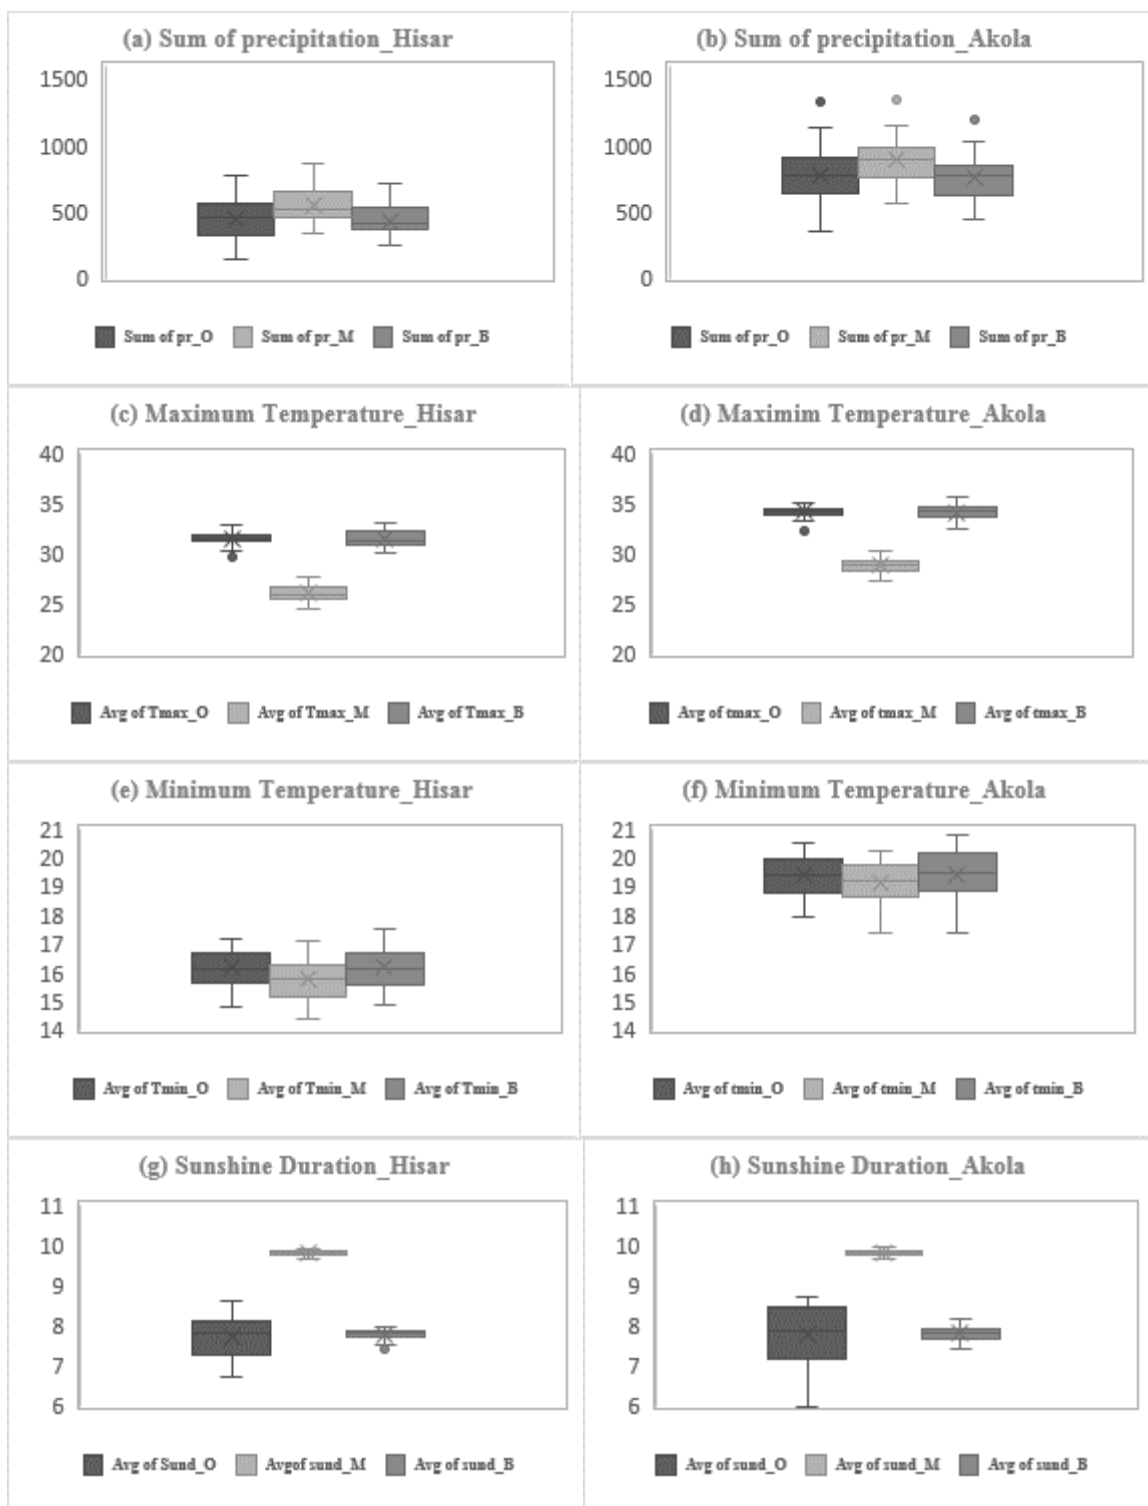 (a) Sum of precipitation_Hisar
1500
1000
500
0
Sum of pr_O Sum of pr_M Sum of pr_B
(b) Sum of precipitation_Akola
1500
1000
500
0
Sum of pr_O Sum of pr_M Sum of pr_B
(c) Maximum Temperature_Hisar
40
35
30
25
20
Avg of Tmax_O Avg of Tmax_M Avg of Tmax_B
(d) Maximim Temperature_Akola
40
35
30
25
20
Avg of tmax_O Avg of tmax_M Avg of tmax_B
(e) Minimum Temperature_Hisar
21
20
19
18
17
16
15
14
Avg of Tmin_O Avg of Tmin_M Avg of Tmin_B
(f) Minimum Temperature_Akola
21
20
19
18
17
16
15
14
Avg of tmin_O Avg of tmin_M Avg of tmin_B
(g) Sunshine Duration_Hisar
11
10
9
8
7
6
Avg of Sund_O Avgof sund_M Avg of sund_B
(h) Sunshine Duration_Akola
11
10
9
8
7
6
Avg of sund_O Avg of sund_M Avg of sund_B